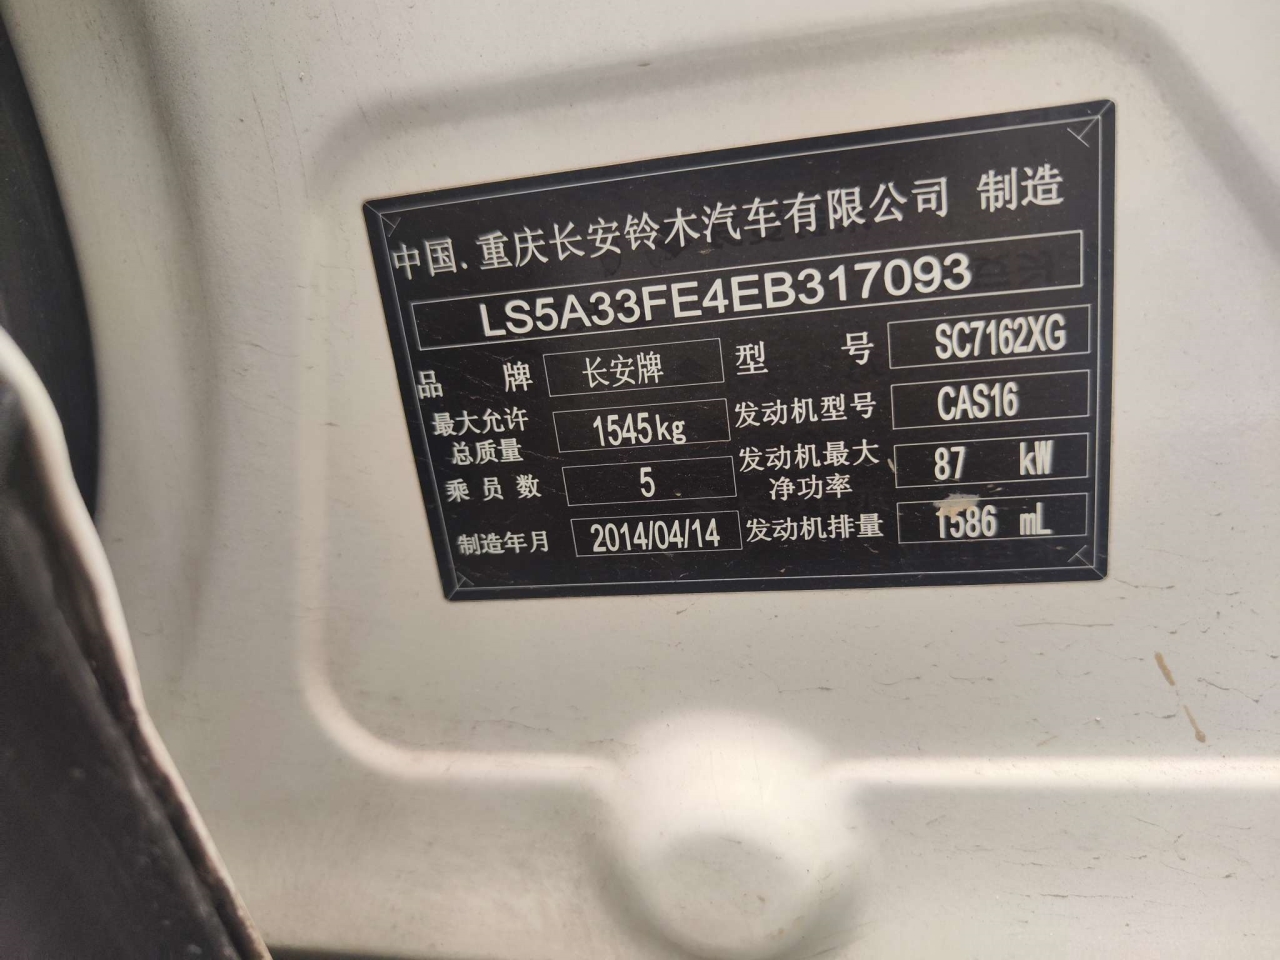 中国.重庆长安铃木汽车有限公司 制造
LS5A33FE4EB317093
品 牌 长安牌 型 号 SC7162XG
最大允许总质量 1545kg 发动机型号 CAS16
乘员数 5 发动机最大净功率 87 kW
制造年月 2014/04/14 发动机排量 1586 mL